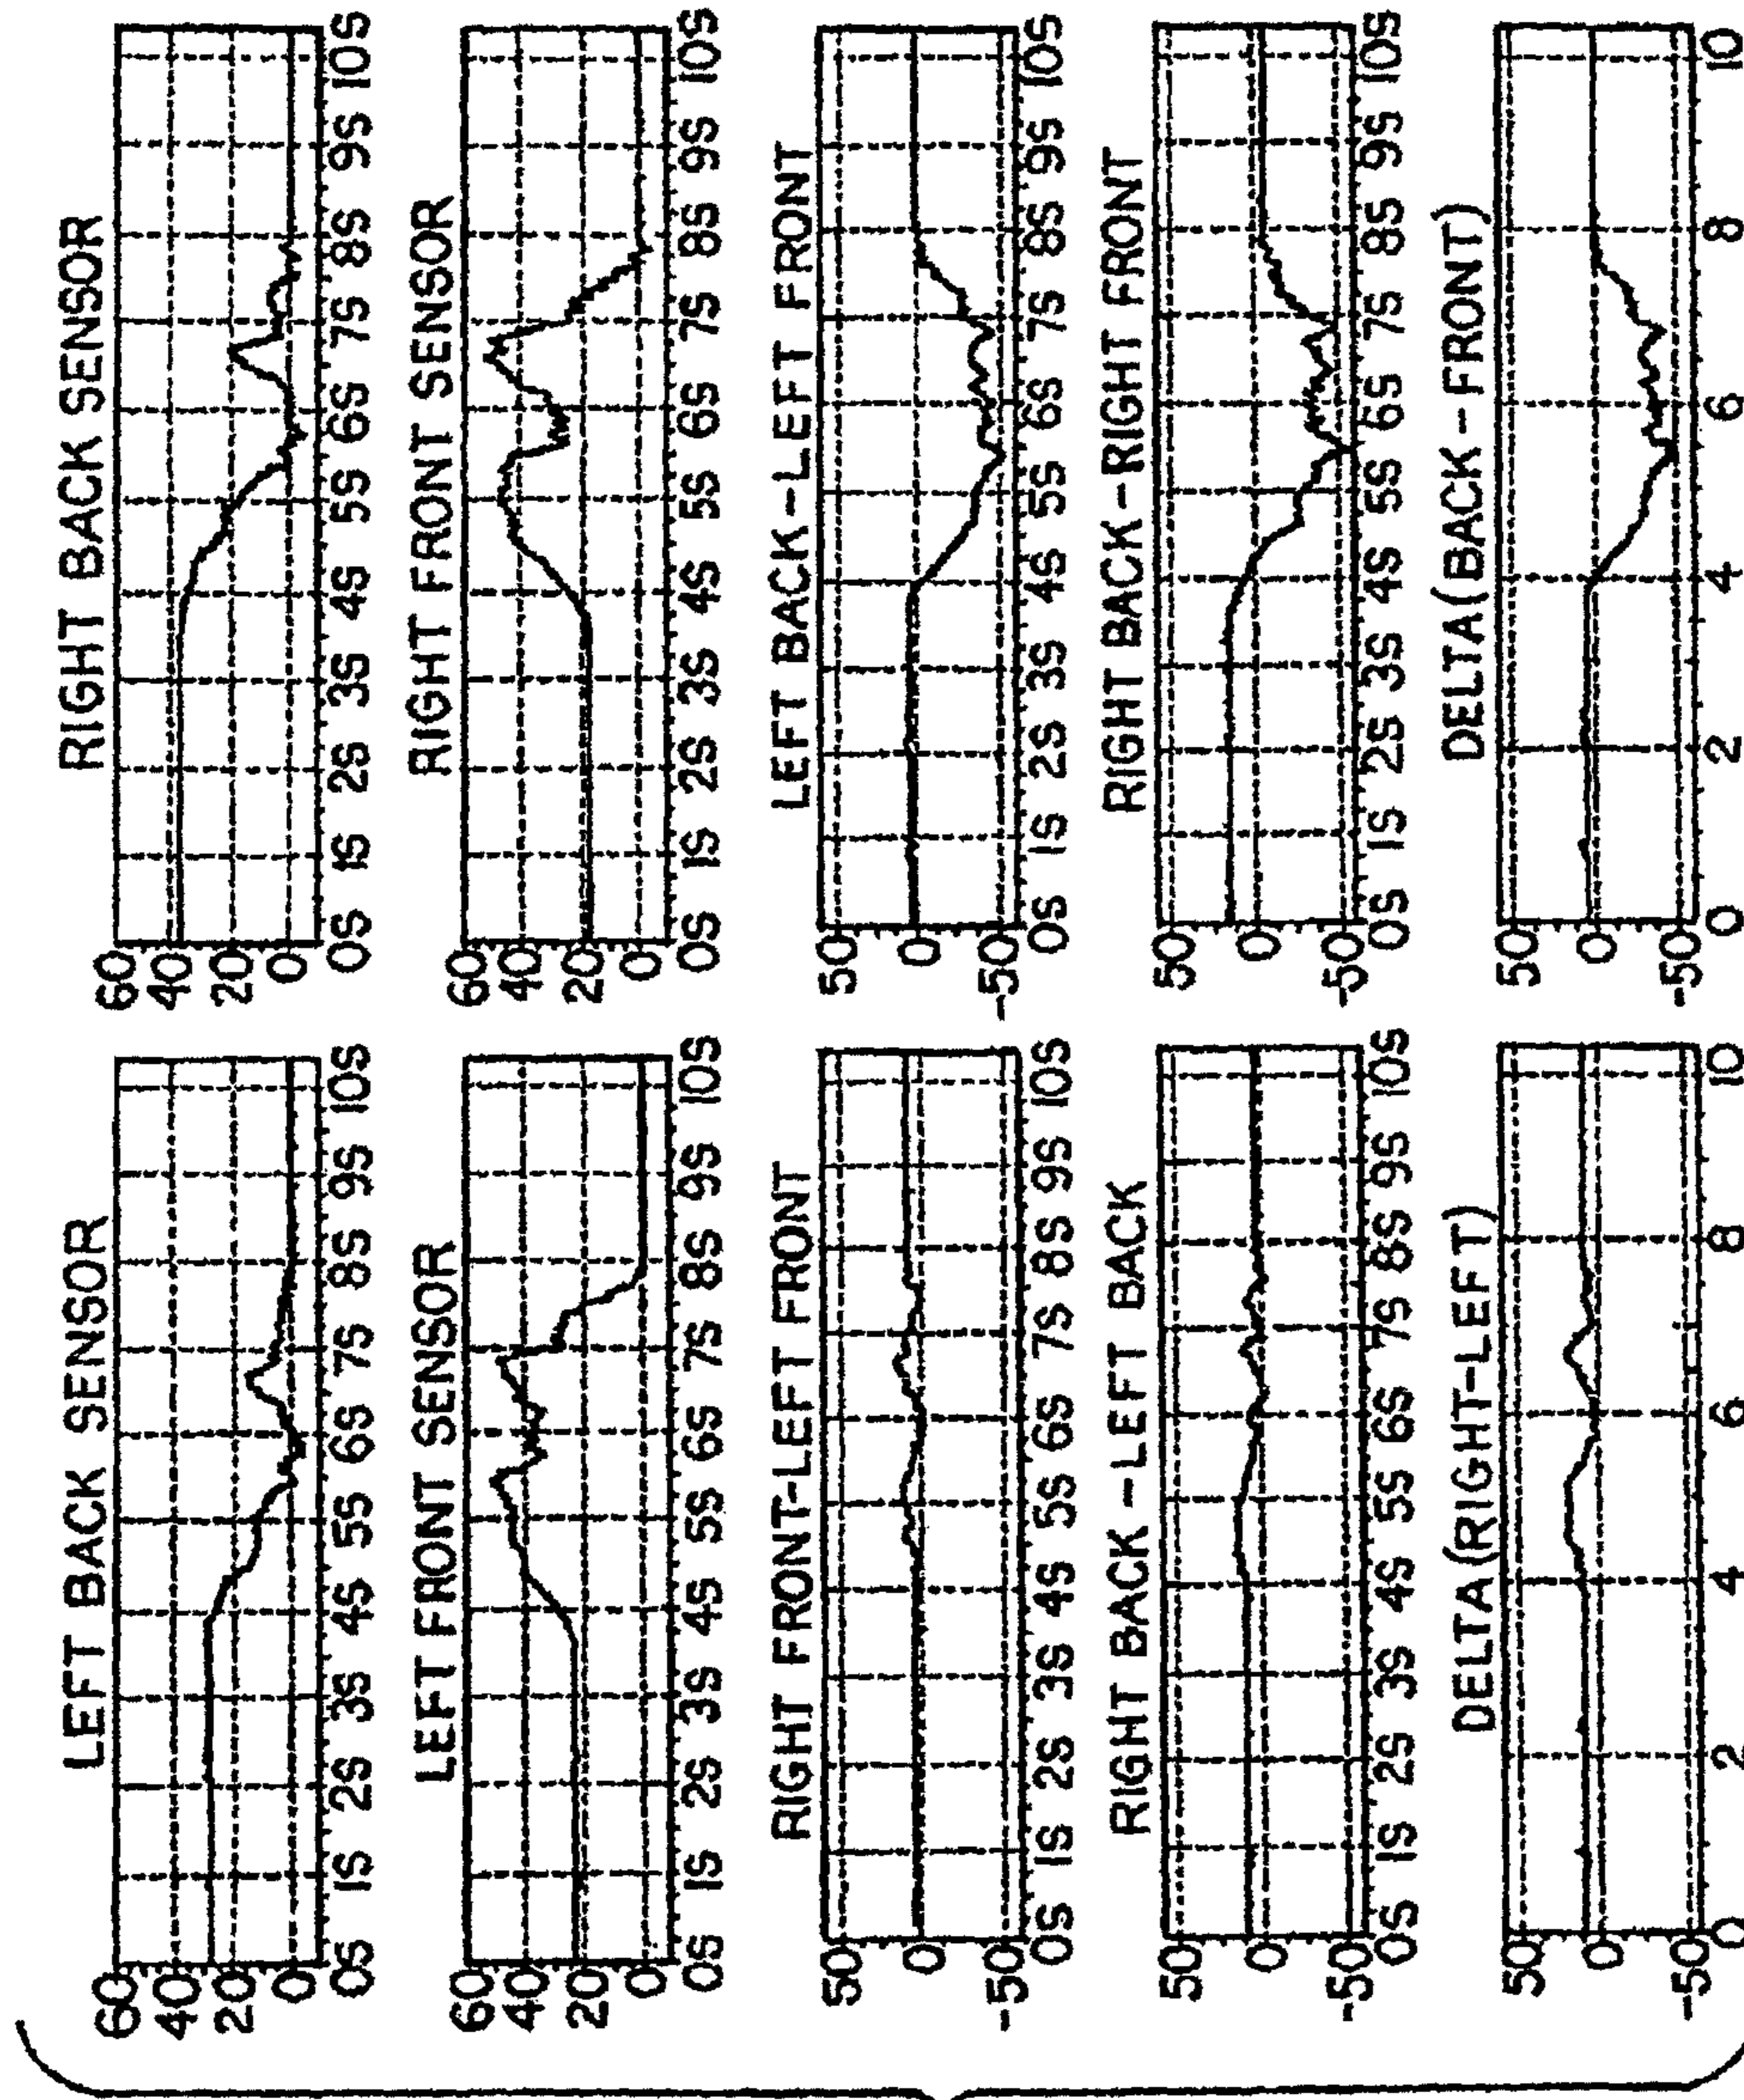 LEFT BACK SENSOR
60
40
20
0
0S 1S 2S 3S 4S 5S 6S 7S 8S 9S 10S
RIGHT BACK SENSOR
60
40
20
0
0S 1S 2S 3S 4S 5S 6S 7S 8S 9S 10S
LEFT FRONT SENSOR
60
40
20
0
0S 1S 2S 3S 4S 5S 6S 7S 8S 9S 10S
RIGHT FRONT SENSOR
60
40
20
0
0S 1S 2S 3S 4S 5S 6S 7S 8S 9S 10S
RIGHT FRONT-LEFT FRONT
50
0
-50
0S 1S 2S 3S 4S 5S 6S 7S 8S 9S 10S
LEFT BACK-LEFT FRONT
50
0
-50
0S 1S 2S 3S 4S 5S 6S 7S 8S 9S 10S
RIGHT BACK-LEFT BACK
50
0
-50
0S 1S 2S 3S 4S 5S 6S 7S 8S 9S 10S
RIGHT BACK-RIGHT FRONT
50
0
-50
0S 1S 2S 3S 4S 5S 6S 7S 8S 9S 10S
DELTA(RIGHT-LEFT)
50
0
-50
0 2 4 6 8 10
DELTA(BACK-FRONT)
50
0
-50
0 2 4 6 8 10